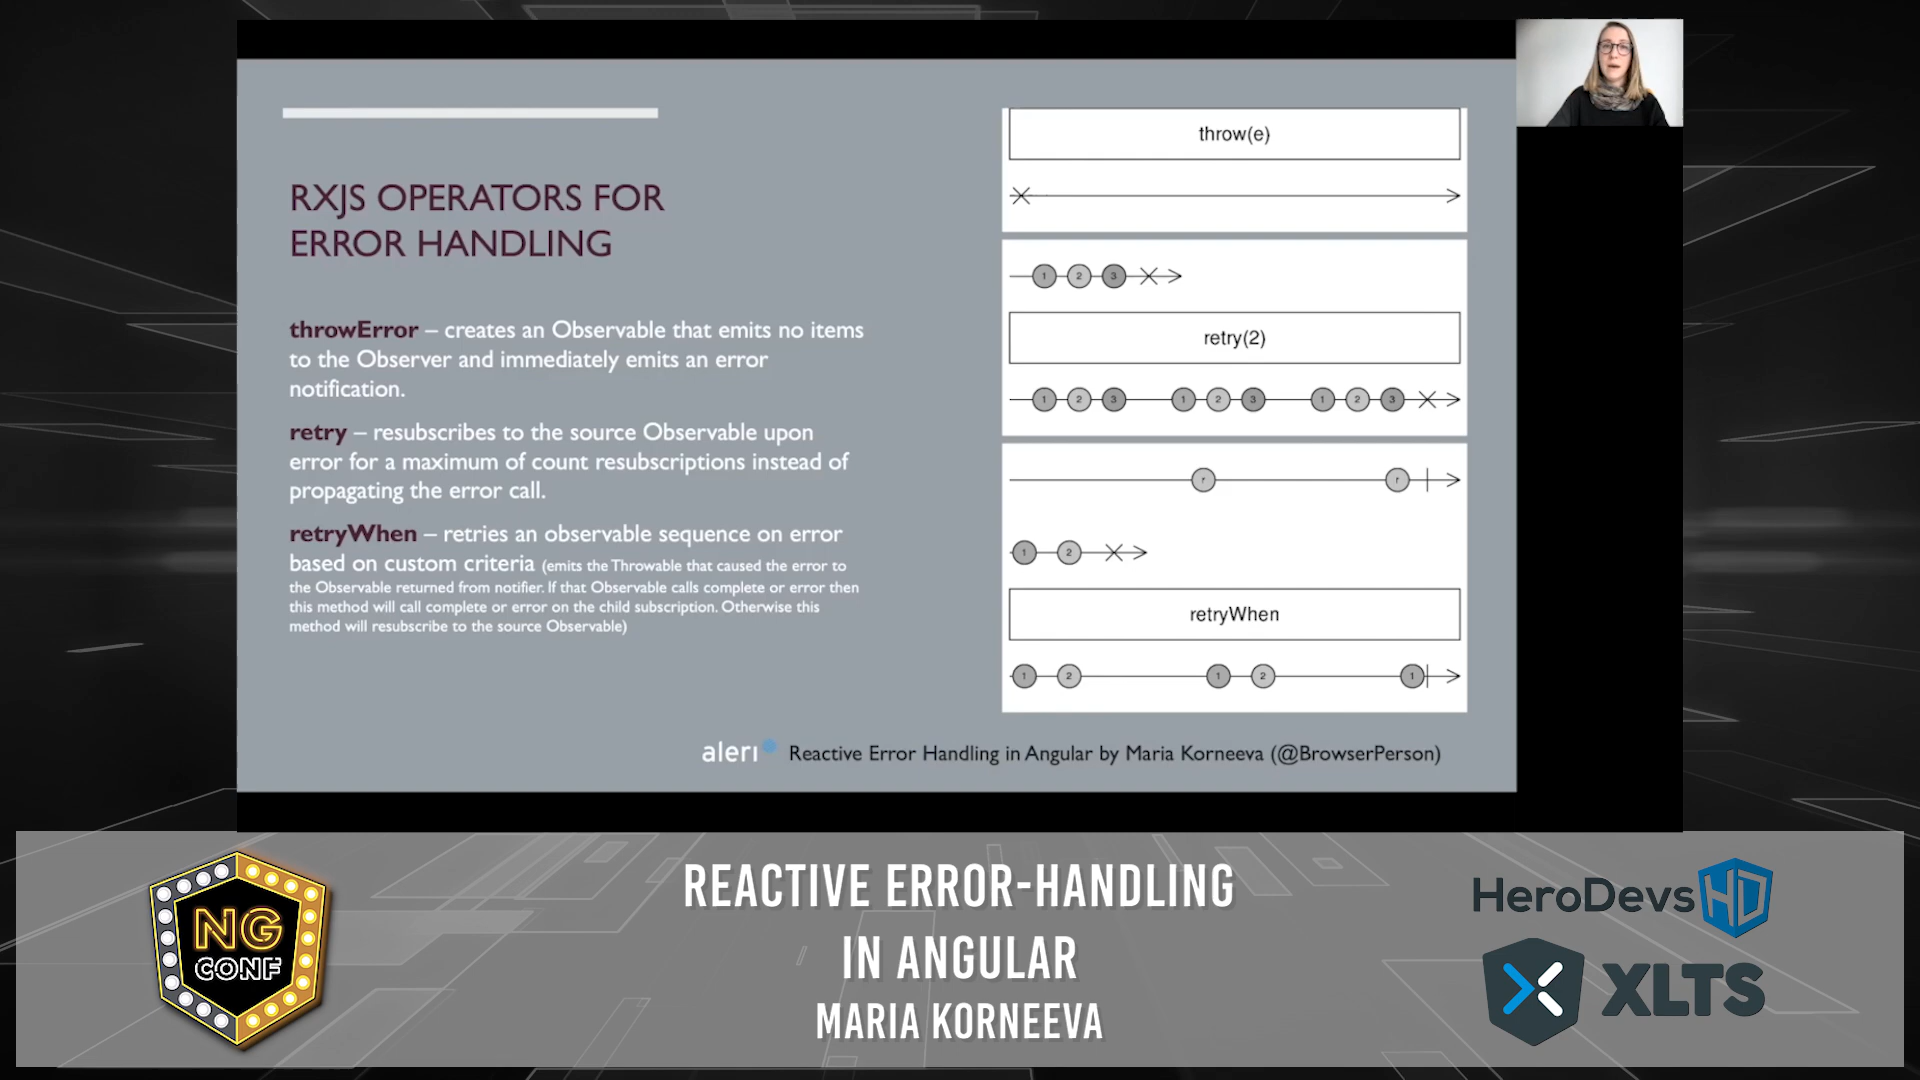 RXJS OPERATORS FOR
ERROR HANDLING
throwError – creates an Observable that emits no items
to the Observer and immediately emits an error
notification.
retry – resubscribes to the source Observable upon
error for a maximum of count resubscriptions instead of
propagating the error call.
retryWhen – retries an observable sequence on error
based on custom criteria (emits the Throwable that caused the error to
the Observable returned from notifier. If that Observable calls complete or error then
this method will call complete or error on the child subscription. Otherwise this
method will resubscribe to the source Observable)
throw(e)
1 2 3
retry(2)
1 2 3 1 2 3 1 2 3
r r
1 2
retryWhen
1 2 1 2 1
aleri Reactive Error Handling in Angular by Maria Korneeva (@BrowserPerson)
NG
CONF
REACTIVE ERROR-HANDLING
IN ANGULAR
MARIA KORNEEVA
HeroDevs HD
XLTS